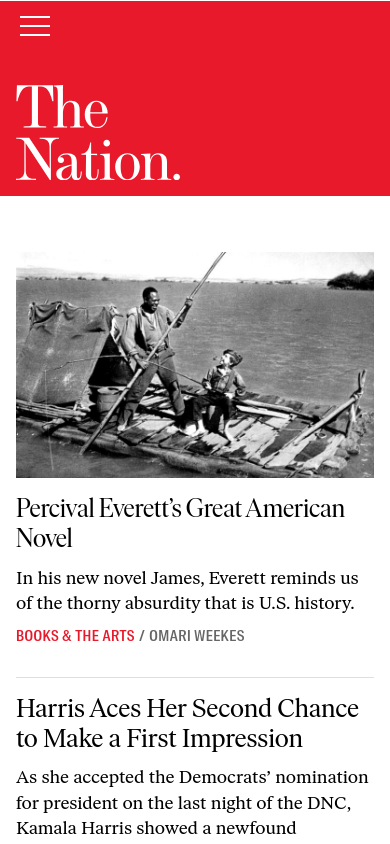 The
Nation.
Percival Everett’s Great American
Novel
In his new novel James, Everett reminds us
of the thorny absurdity that is U.S. history.
BOOKS & THE ARTS / OMARI WEEKES
Harris Aces Her Second Chance
to Make a First Impression
As she accepted the Democrats’ nomination
for president on the last night of the DNC,
Kamala Harris showed a newfound